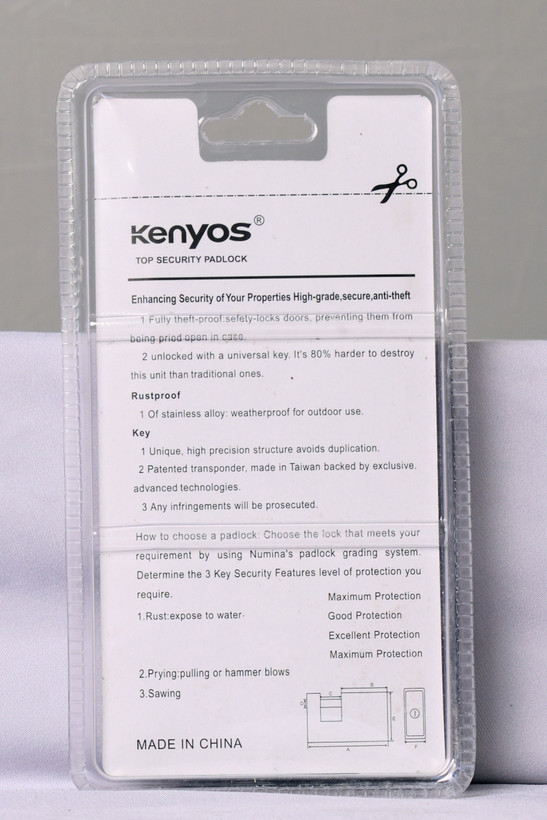 Kenyos®
TOP SECURITY PADLOCK
Enhancing Security of Your Properties High-grade,secure,anti-theft
1 Fully theft-proof:safety-locks doors, preventing them from
being pried open in case.
2 unlocked with a universal key. It's 80% harder to destroy
this unit than traditional ones.
Rustproof
1 Of stainless alloy: weatherproof for outdoor use.
Key
1 Unique, high precision structure avoids duplication.
2 Patented transponder, made in Taiwan backed by exclusive.
advanced technologies.
3 Any infringements will be prosecuted.
How to choose a padlock: Choose the lock that meets your
requirement by using Numina's padlock grading system.
Determine the 3 Key Security Features level of protection you
require.
Maximum Protection
1.Rust:expose to water
Good Protection
Excellent Protection
Maximum Protection
2.Prying:pulling or hammer blows
3.Sawing
MADE IN CHINA
A
B
C
F